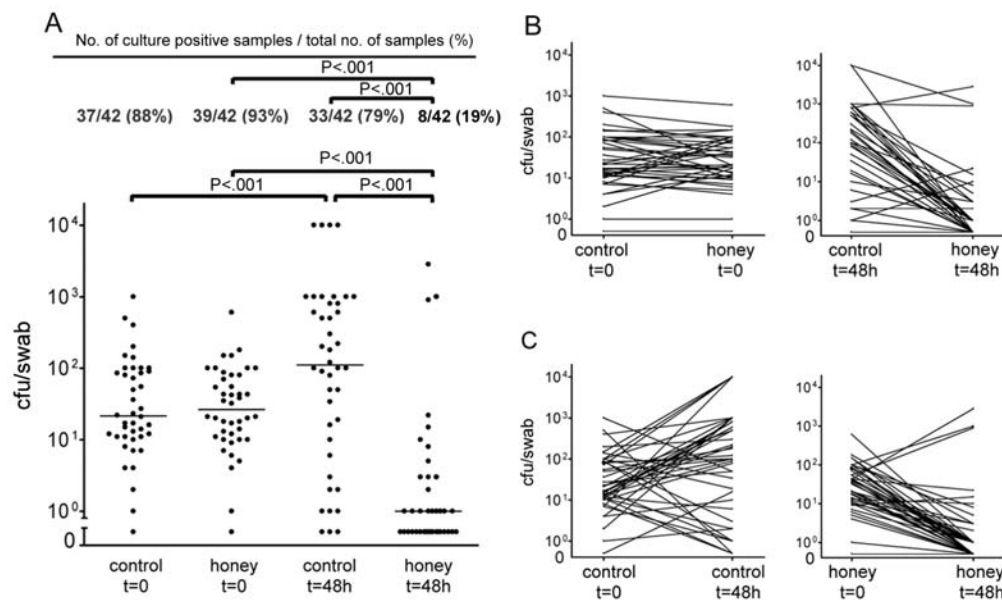 A
No. of culture positive samples / total no. of samples (%)
P<.001
P<.001
37/42 (88%) 39/42 (93%) 33/42 (79%) 8/42 (19%)
P<.001
P<.001 P<.001
cfu/swab
10⁴
10³
10²
10¹
10⁰
0
control honey control honey
t=0 t=0 t=48h t=48h
B
cfu/swab
10⁴
10³
10²
10¹
10⁰
0
control honey
t=0 t=0
10⁴
10³
10²
10¹
10⁰
0
control honey
t=48h t=48h
C
cfu/swab
10⁴
10³
10²
10¹
10⁰
0
control control
t=0 t=48h
10⁴
10³
10²
10¹
10⁰
0
honey honey
t=0 t=48h